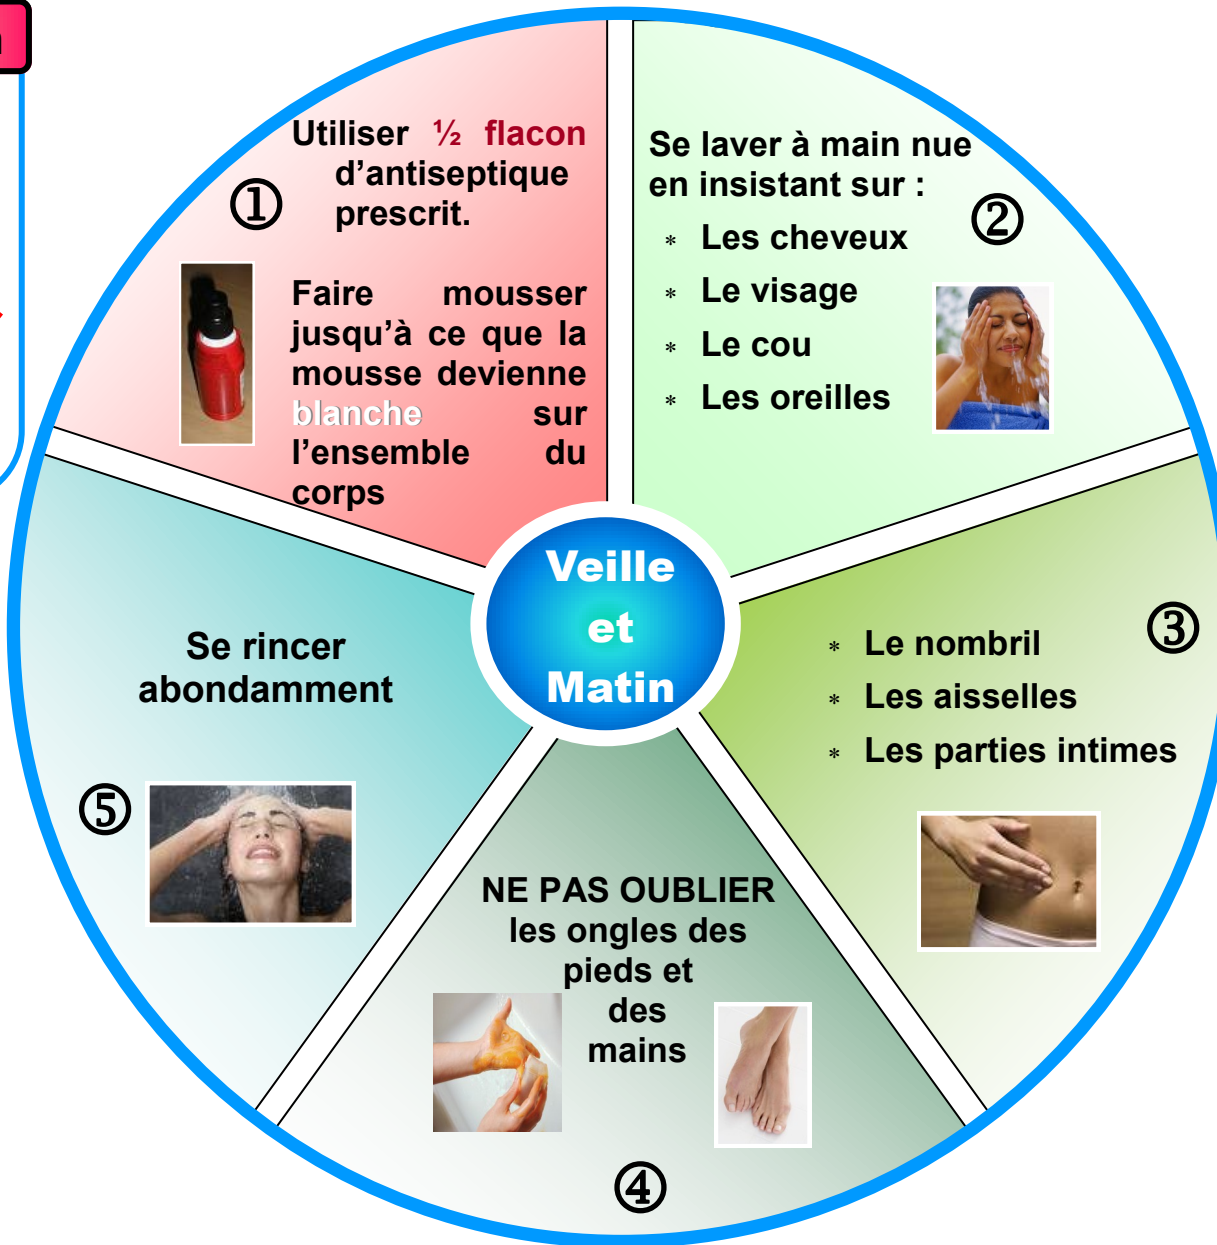 ①
Utiliser ½ flacon
d’antiseptique
prescrit.
Faire mousser
jusqu’à ce que la
mousse devienne
blanche sur
l’ensemble du
corps
②
Se laver à main nue
en insistant sur :
* Les cheveux
* Le visage
* Le cou
* Les oreilles
③
* Le nombril
* Les aisselles
* Les parties intimes
④
NE PAS OUBLIER
les ongles des
pieds et
des
mains
⑤
Se rincer
abondamment
Veille
et
Matin